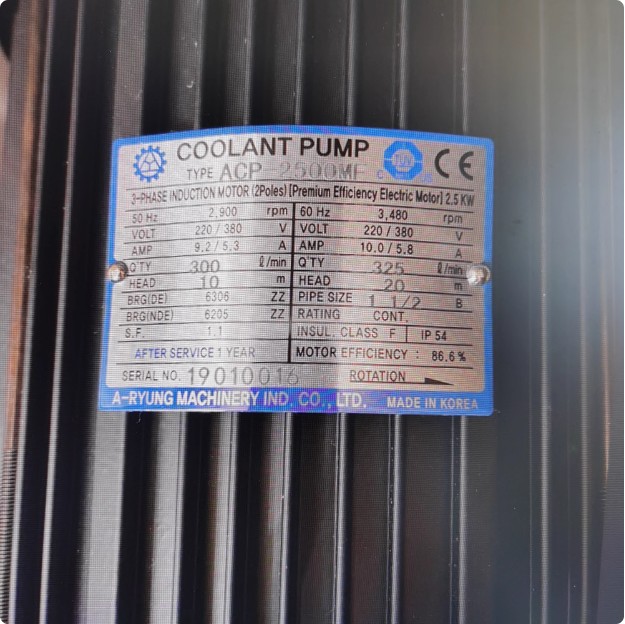 COOLANT PUMP
TYPE ACP-2500MF
TÜV
CE
3-PHASE INDUCTION MOTOR (2Poles) [Premium Efficiency Electric Motor] 2.5 KW
50 Hz 2,900 rpm 60 Hz 3,480 rpm
VOLT 220 / 380 V VOLT 220 / 380 V
AMP 9.2 / 5.3 A AMP 10.0 / 5.8 A
Q'TY 300 ℓ/min Q'TY 325 ℓ/min
HEAD 10 m HEAD 20 m
BRG(DE) 6306 ZZ PIPE SIZE 1 1/2 B
BRG(NDE) 6205 ZZ RATING CONT.
S.F. 1.1 INSUL. CLASS F IP 54
AFTER SERVICE 1 YEAR MOTOR EFFICIENCY : 86.6 %
SERIAL NO. 19010016 ROTATION
A-RYUNG MACHINERY IND. CO., LTD. MADE IN KOREA